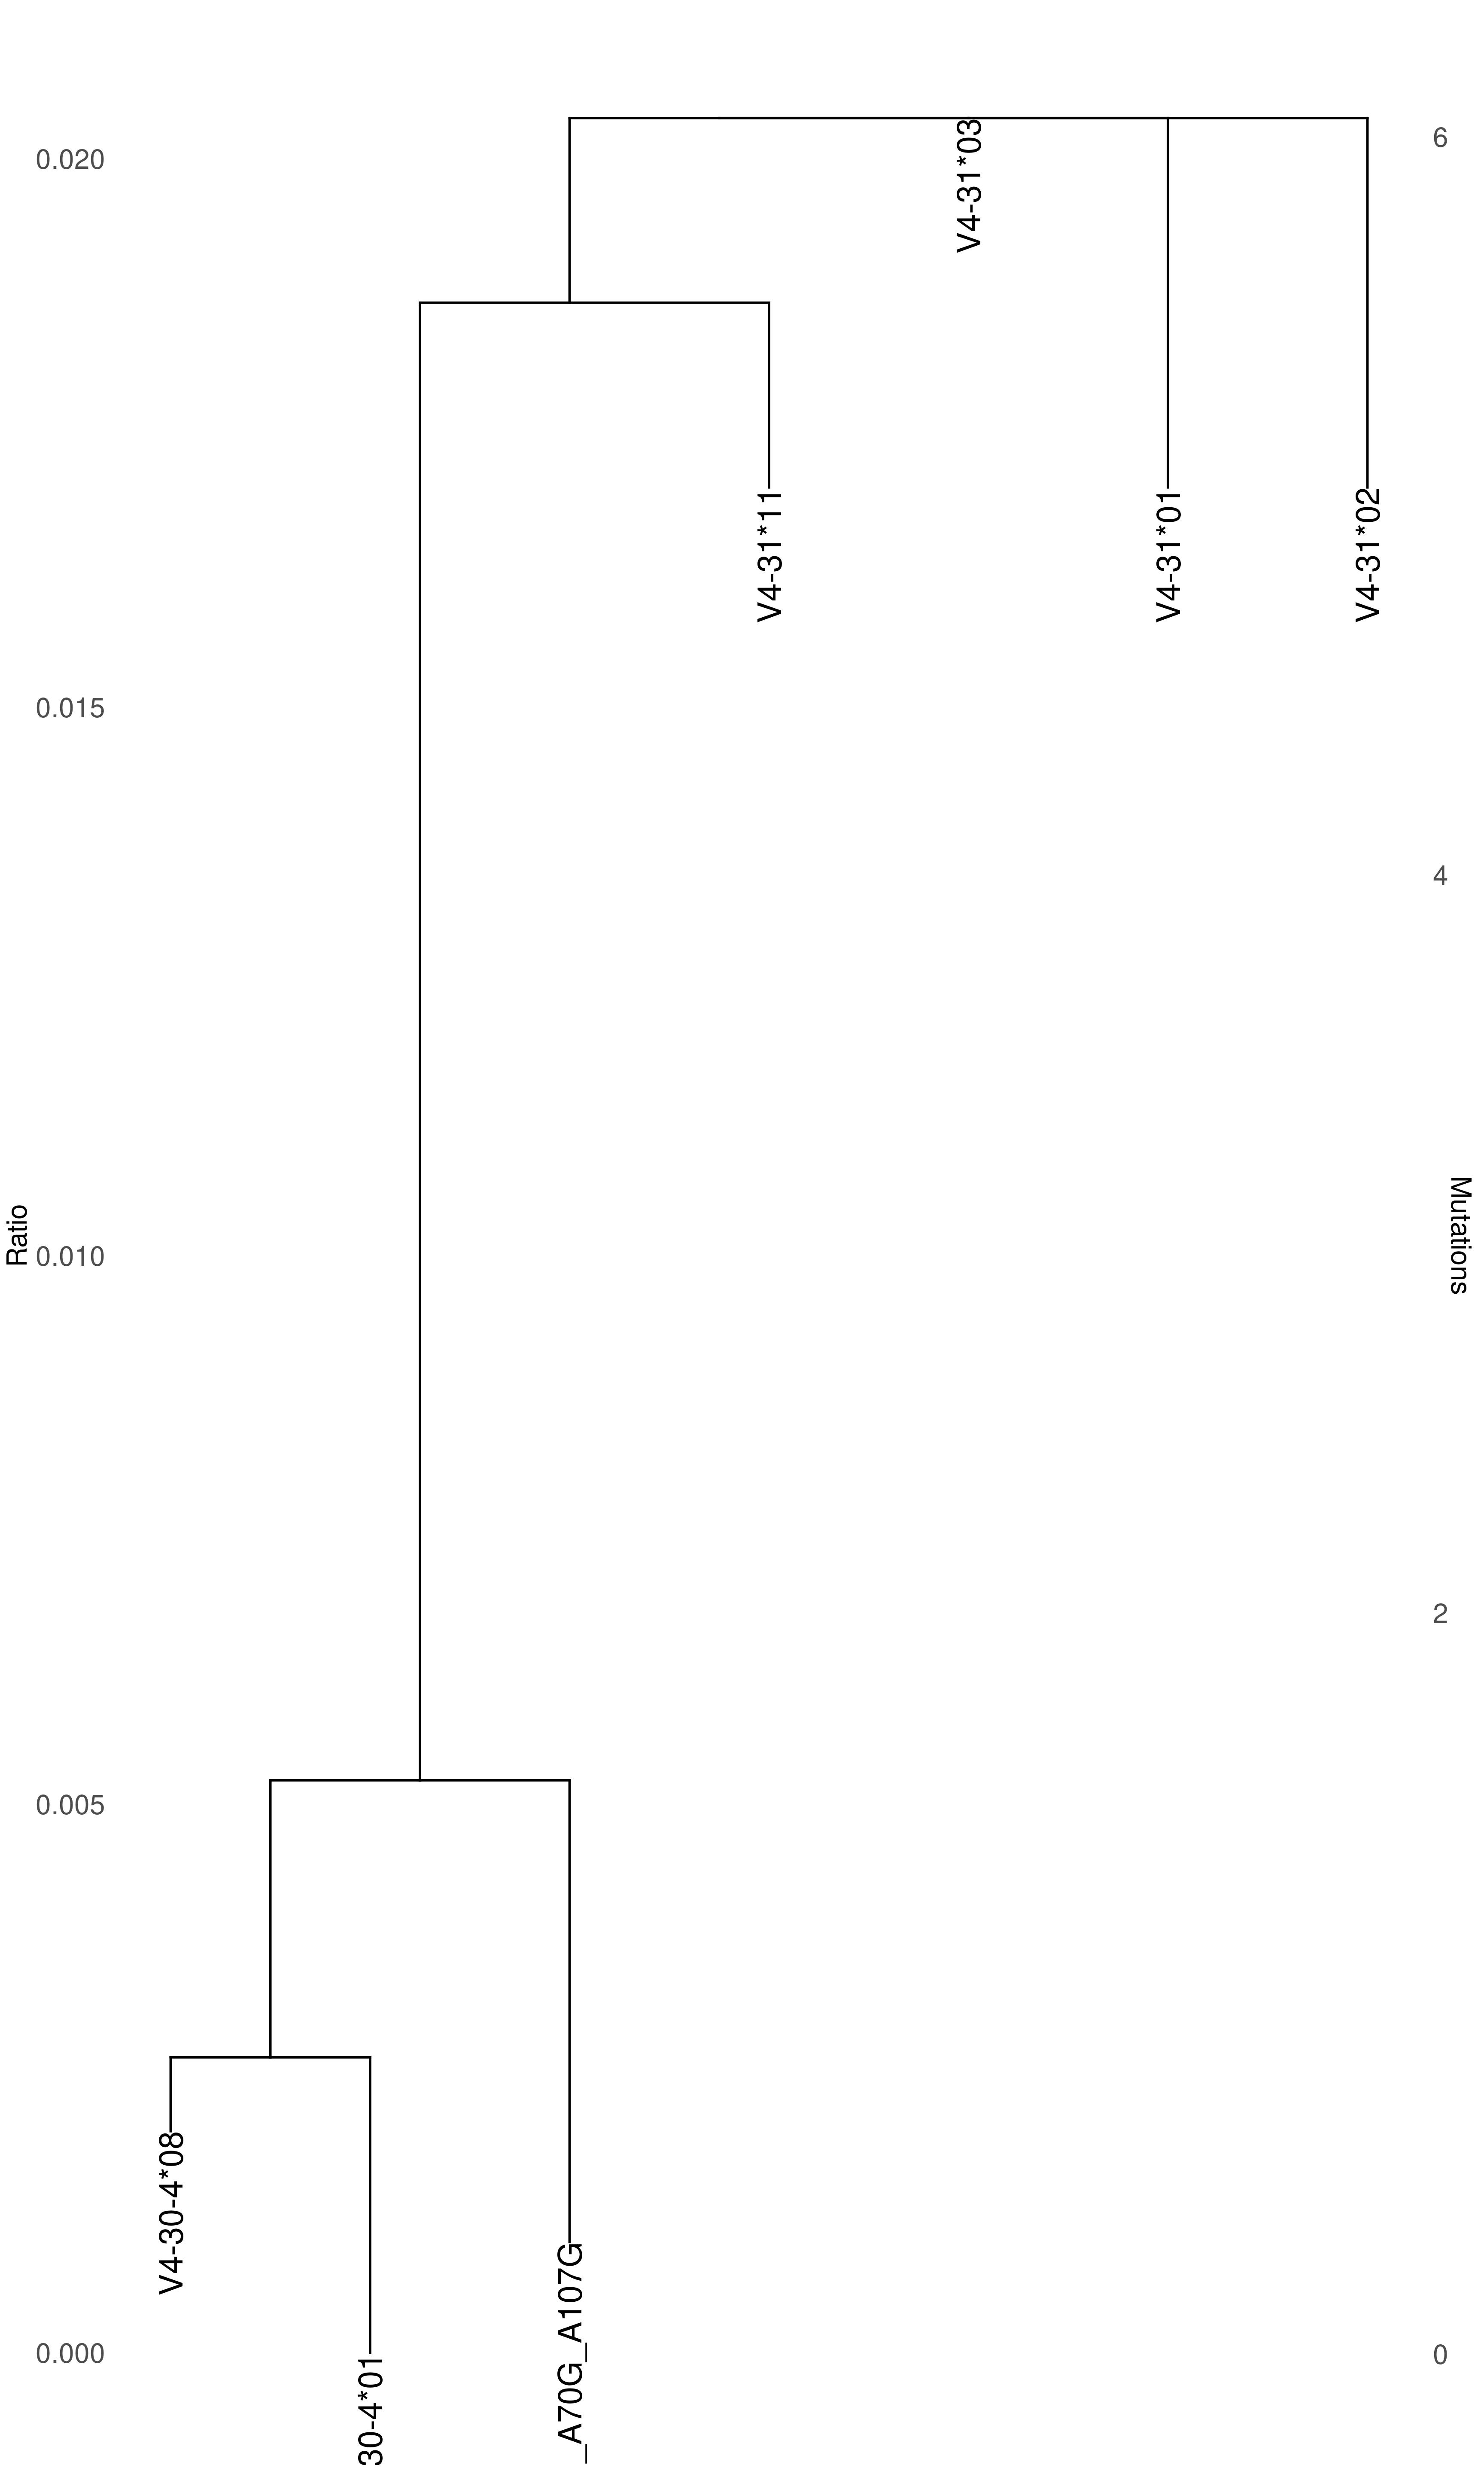 Ratio
0.020
0.015
0.010
0.005
0.000
V4-31*03
V4-31*11
V4-31*01
V4-31*02
V4-30-4*08
30-4*01
_A70G_A107G
6
4
2
0
Mutations